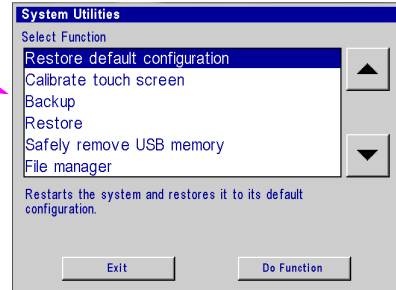 System Utilities
Select Function
Restore default configuration
Calibrate touch screen
Backup
Restore
Safely remove USB memory
File manager
Restarts the system and restores it to its default
configuration.
Exit Do Function